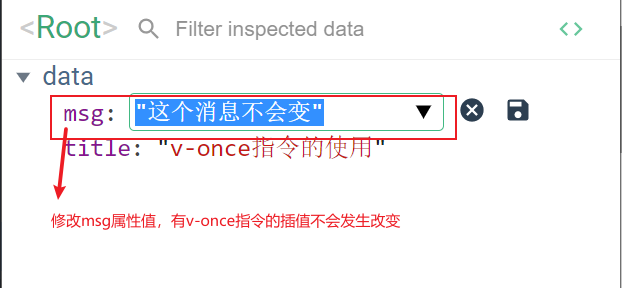 <Root> Filter inspected data < >
data
msg: "这个消息不会变"
title: "v-once指令的使用"
修改msg属性值，有v-once指令的插值不会发生改变